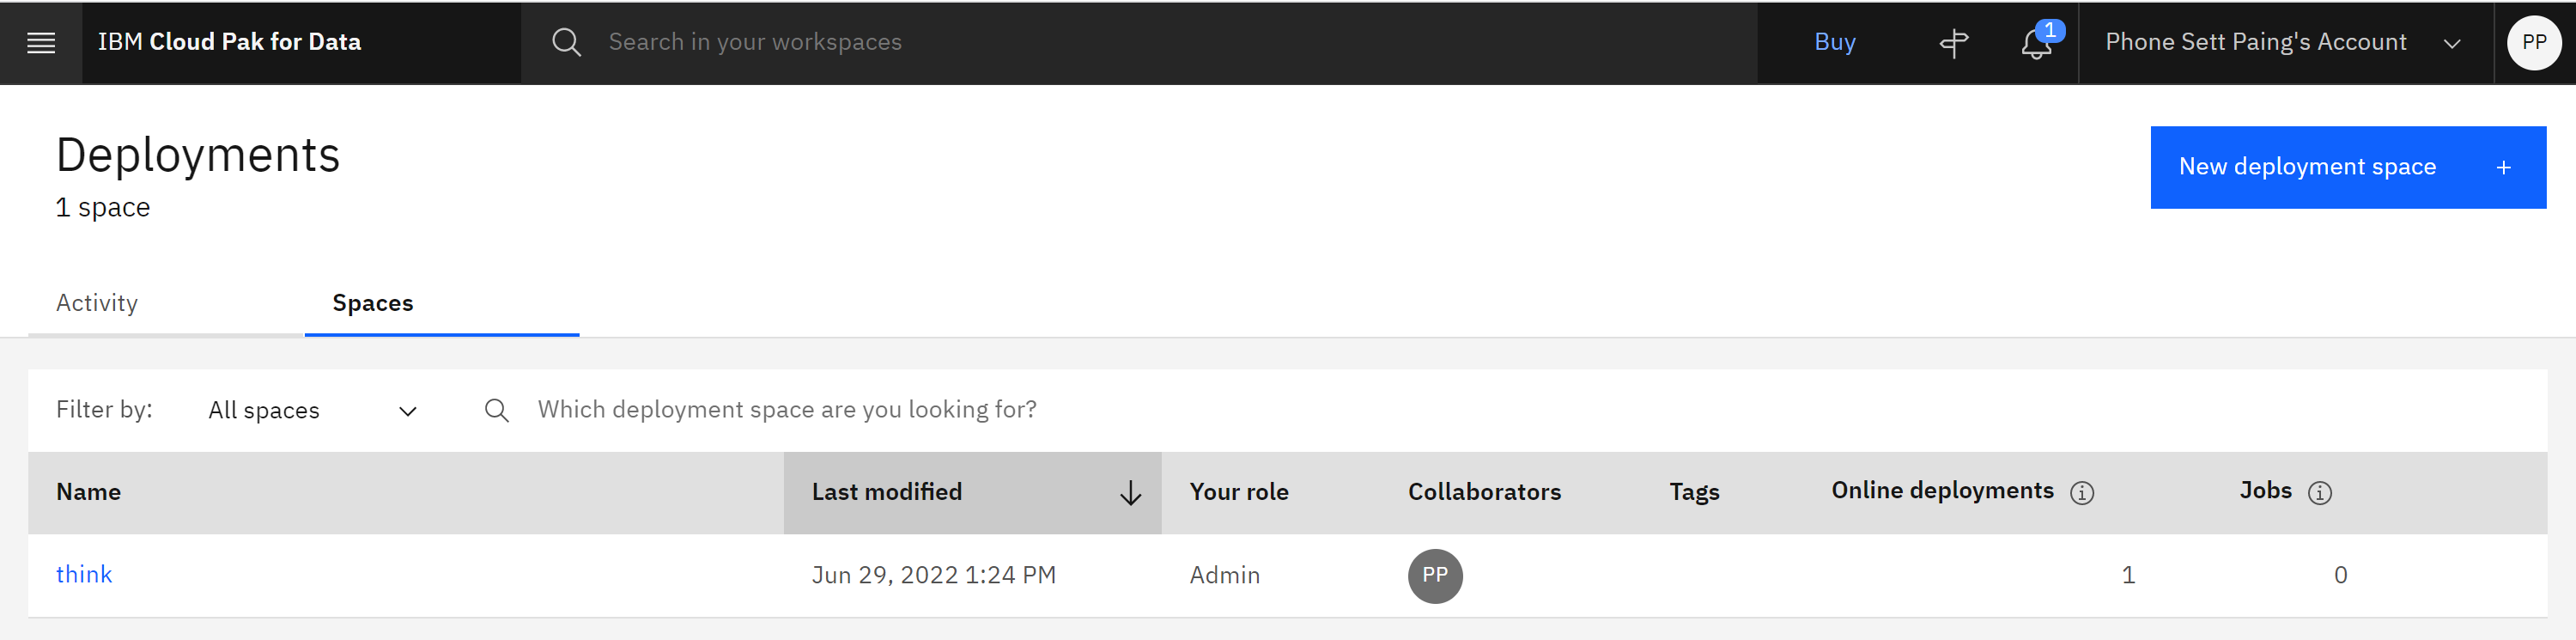 IBM Cloud Pak for Data
Search in your workspaces
Buy
1
Phone Sett Paing's Account
PP
Deployments
1 space
New deployment space +
Activity
Spaces
Filter by:
All spaces
Which deployment space are you looking for?
Name
Last modified
Your role
Collaborators
Tags
Online deployments
Jobs
think
Jun 29, 2022 1:24 PM
Admin
PP
1
0